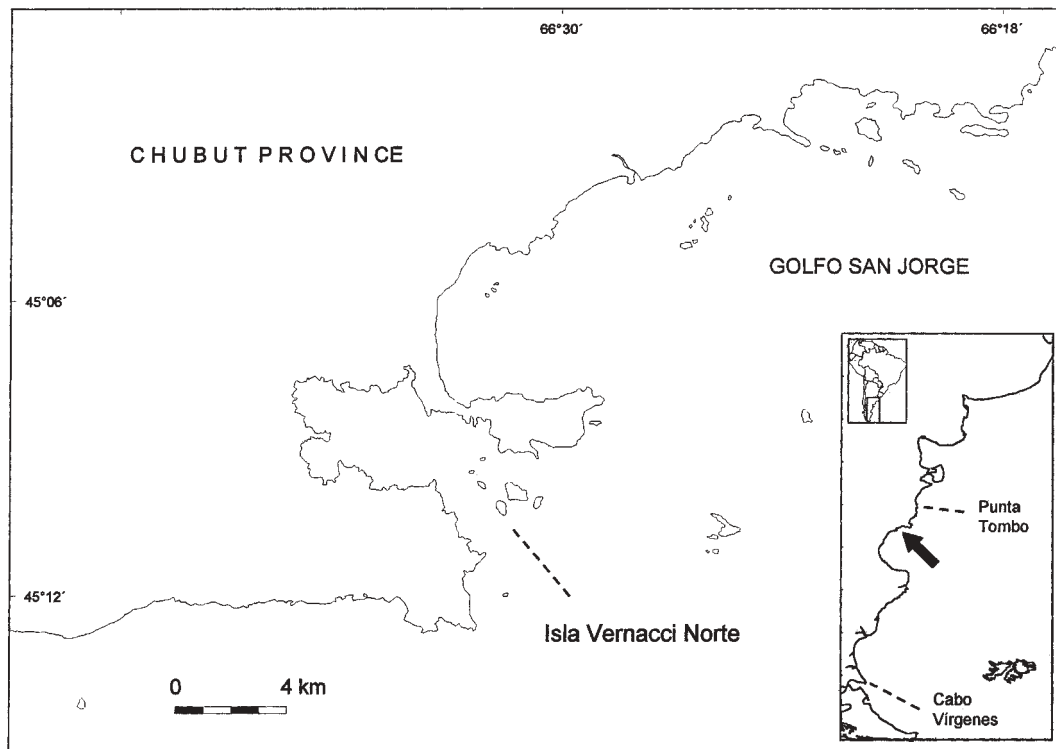 66°30´
66°18´
CHUBUT PROVINCE
GOLFO SAN JORGE
45°06´
Punta
Tombo
45°12´
Isla Vernacci Norte
0 4 km
Cabo
Vírgenes